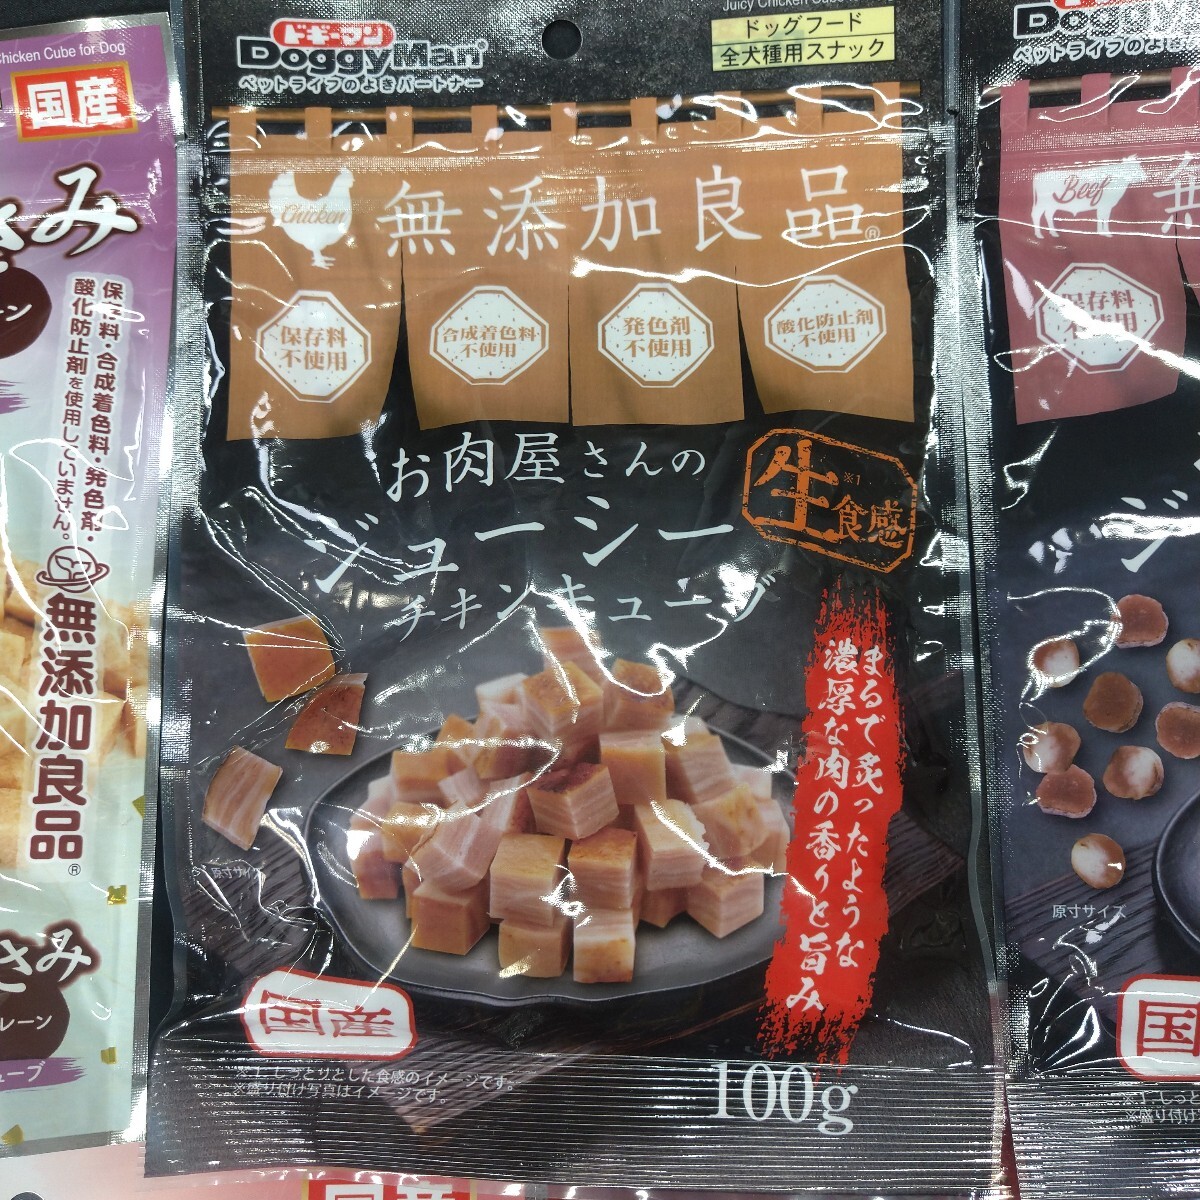 Chicken Cube for Dog
国産
さみ
ーン
保存料・合成着色料・発色剤・
酸化防止剤を使用していません。
無添加良品
®
さみ
レーン
ューブ
ドギーマン
DoggyMan®
ペットライフのよきパートナー
Juicy Chicken Cube
ドッグフード
全犬種用スナック
Chicken
無添加良品®
保存料
不使用
合成着色料
不使用
発色剤
不使用
酸化防止剤
不使用
お肉屋さんの
ジューシー
チキンキューブ
生食感
※1
まるで炙ったような
濃厚な肉の香りと旨み
原寸サイズ
国産
※1.しっとりとした食感のイメージです。
※盛り付け写真はイメージです。
100g
DoggyMan
ペットライフのよき
Beef
無
保存料
不使用
ジ
原寸サイズ
国
※1.しっと
※盛り付け
国産